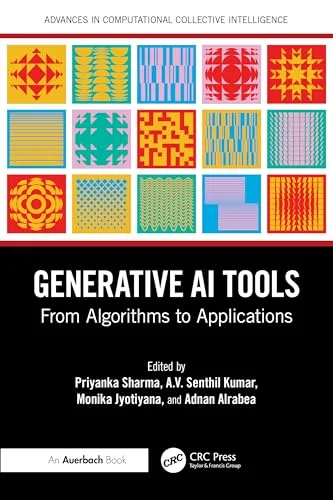 ADVANCES IN COMPUTATIONAL COLLECTIVE INTELLIGENCE
GENERATIVE AI TOOLS
From Algorithms to Applications
Edited by
Priyanka Sharma, A.V. Senthil Kumar,
Monika Jyotiyana, and Adnan Alrabea
An Auerbach Book
CRC
CRC Press
Taylor & Francis Group